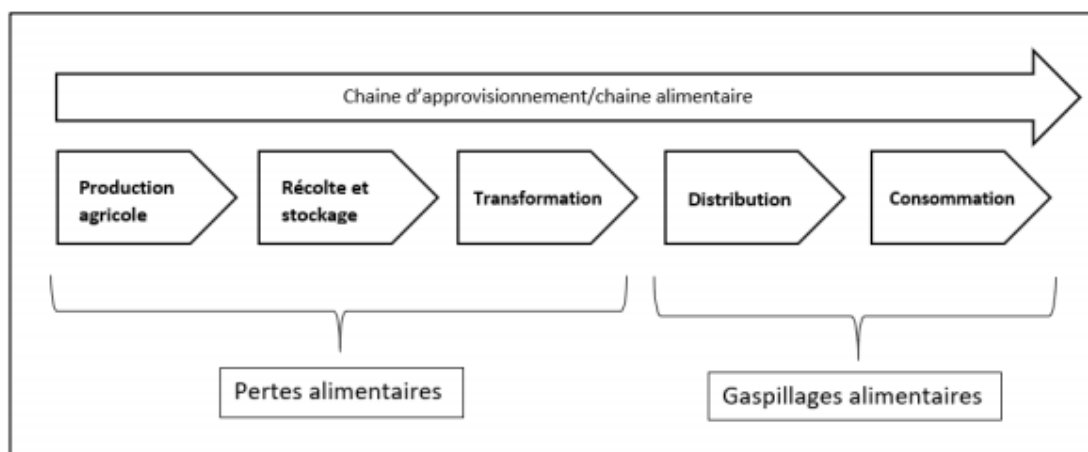 Chaine d'approvisionnement/chaine alimentaire
Production
agricole
Récolte et
stockage
Transformation
Distribution
Consommation
Pertes alimentaires
Gaspillages alimentaires